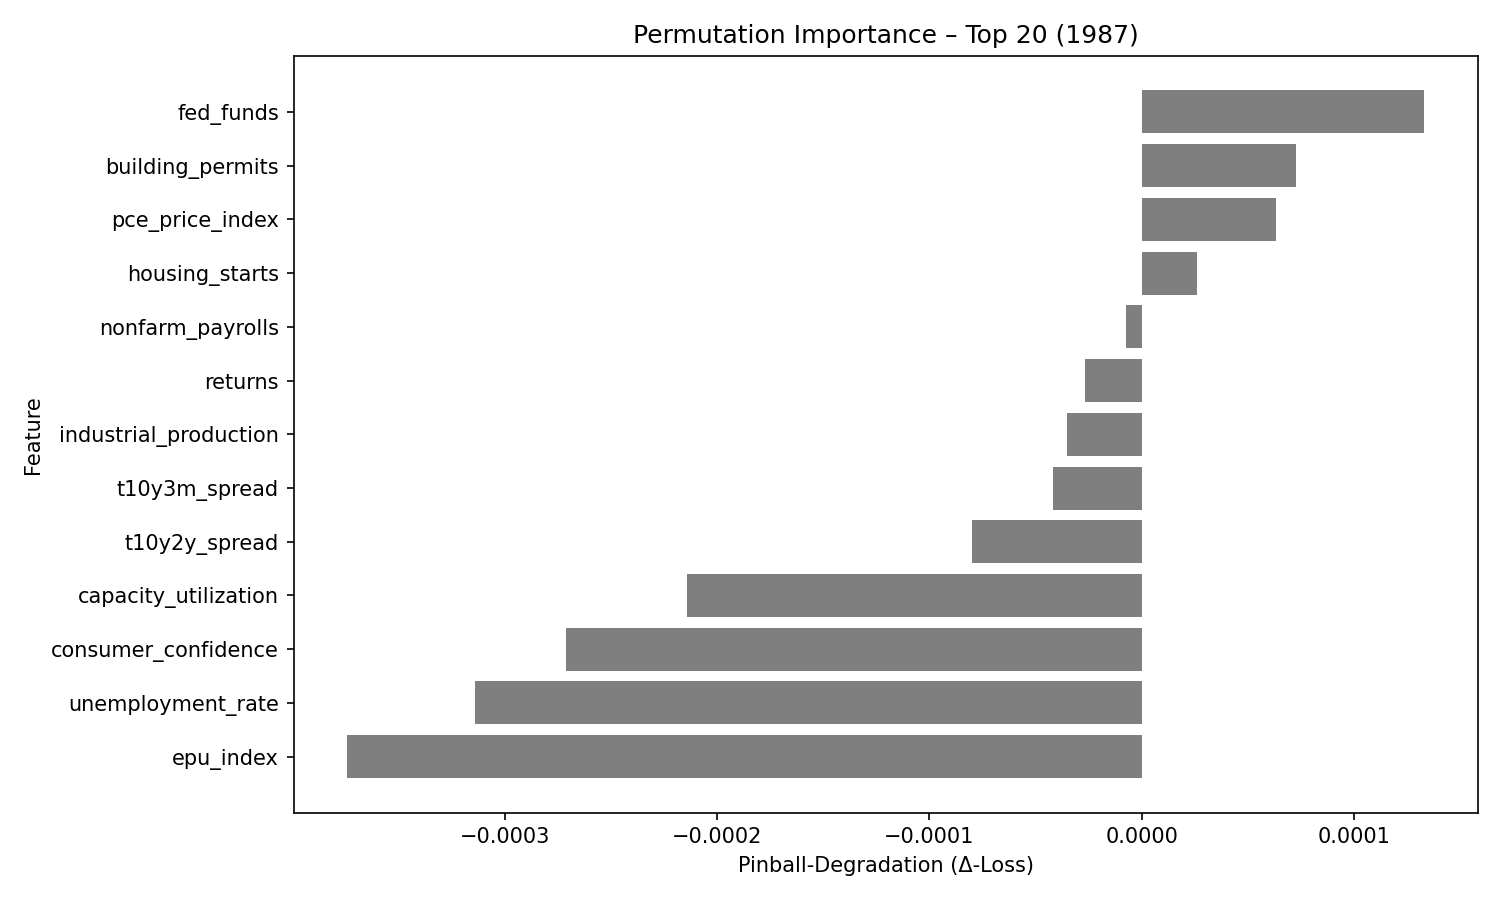 Permutation Importance – Top 20 (1987)
Feature
fed_funds
building_permits
pce_price_index
housing_starts
nonfarm_payrolls
returns
industrial_production
t10y3m_spread
t10y2y_spread
capacity_utilization
consumer_confidence
unemployment_rate
epu_index
−0.0003
−0.0002
−0.0001
0.0000
0.0001
Pinball-Degradation (Δ-Loss)